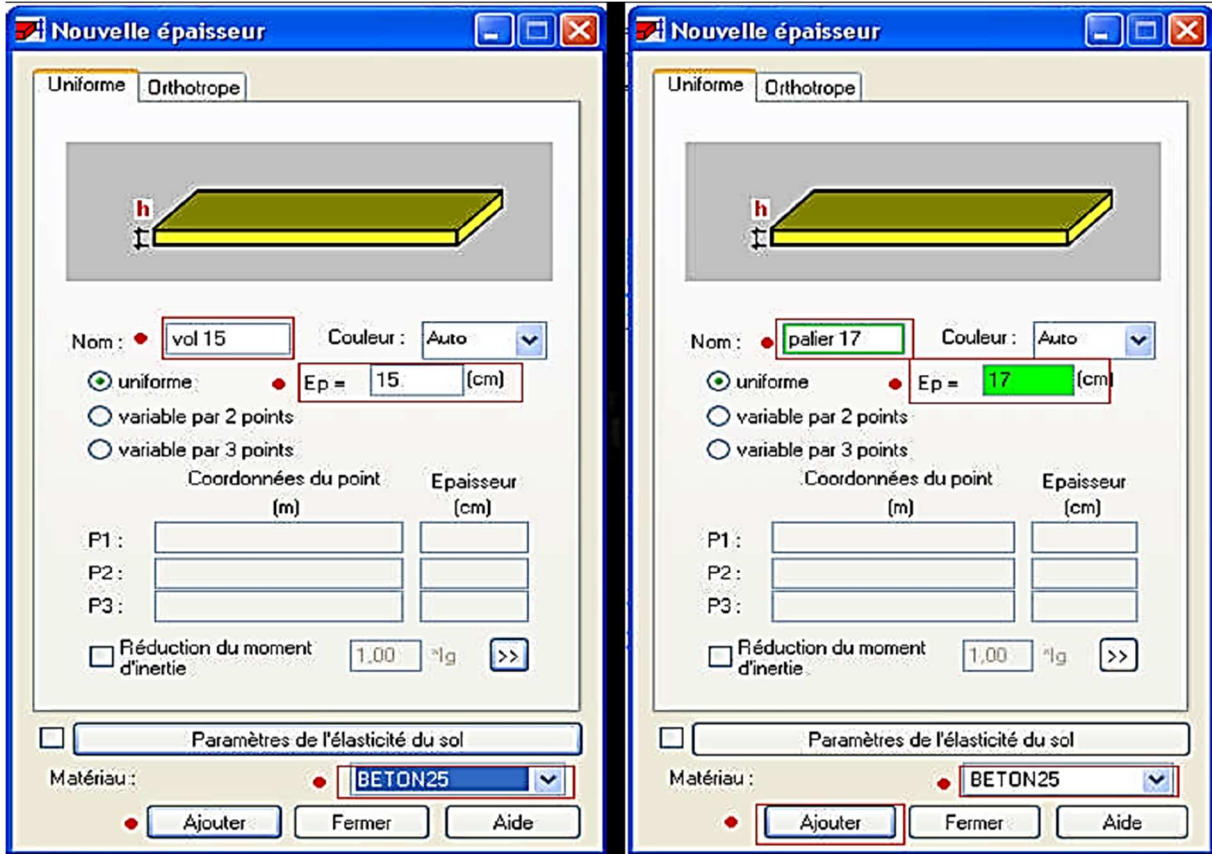 Nouvelle épaisseur
Uniforme Orthotrope
h
Nom : vol 15 Couleur : Auto
uniforme Ep = 15. (cm)
variable par 2 points
variable par 3 points
Coordonnées du point Epaisseur
(m) (cm)
P1 :
P2 :
P3 :
Réduction du moment
d'inertie 1,00 *Ig >>
Paramètres de l'élasticité du sol
Matériau : BETON25
Ajouter Fermer Aide
Nouvelle épaisseur
Uniforme Orthotrope
h
Nom : palier 17 Couleur : Auto
uniforme Ep = 17 (cm)
variable par 2 points
variable par 3 points
Coordonnées du point Epaisseur
(m) (cm)
P1 :
P2 :
P3 :
Réduction du moment
d'inertie 1,00 *Ig >>
Paramètres de l'élasticité du sol
Matériau : BETON25
Ajouter Fermer Aide